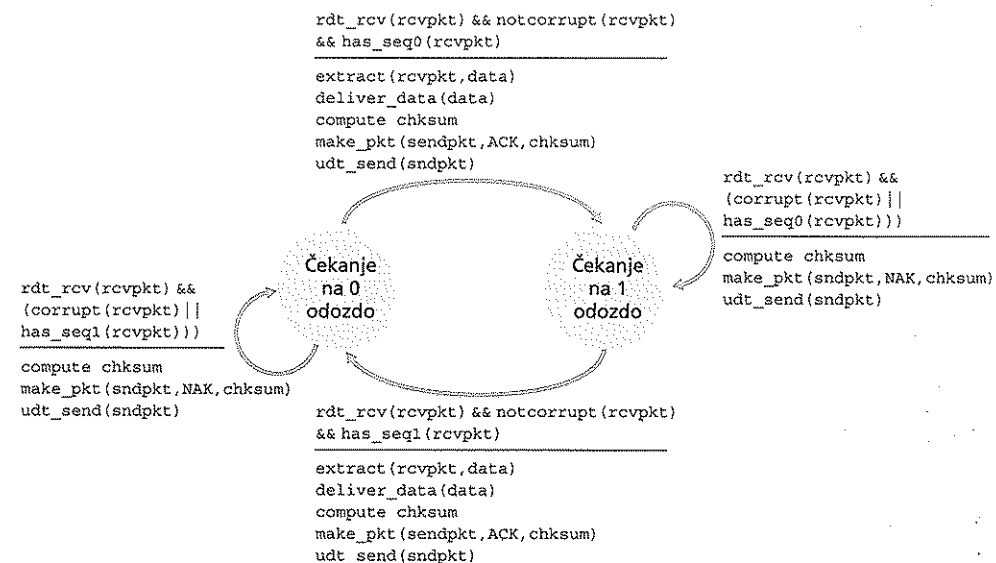 rdt_rcv(rcvpkt) && notcorrupt(rcvpkt)
&& has_seq0(rcvpkt)
extract(rcvpkt,data)
deliver_data(data)
compute chksum
make_pkt(sendpkt,ACK,chksum)
udt_send(sndpkt)
rdt_rcv(rcvpkt) &&
(corrupt(rcvpkt)||
has_seq0(rcvpkt)))
compute chksum
make_pkt(sndpkt,NAK,chksum)
udt_send(sndpkt)
Čekanje
na 0
odozdo
Čekanje
na 1
odozdo
rdt_rcv(rcvpkt) &&
(corrupt(rcvpkt)||
has_seq1(rcvpkt)))
compute chksum
make_pkt(sndpkt,NAK,chksum)
udt_send(sndpkt)
rdt_rcv(rcvpkt) && notcorrupt(rcvpkt)
&& has_seq1(rcvpkt)
extract(rcvpkt,data)
deliver_data(data)
compute chksum
make_pkt(sendpkt,ACK,chksum)
udt_send(sndpkt)